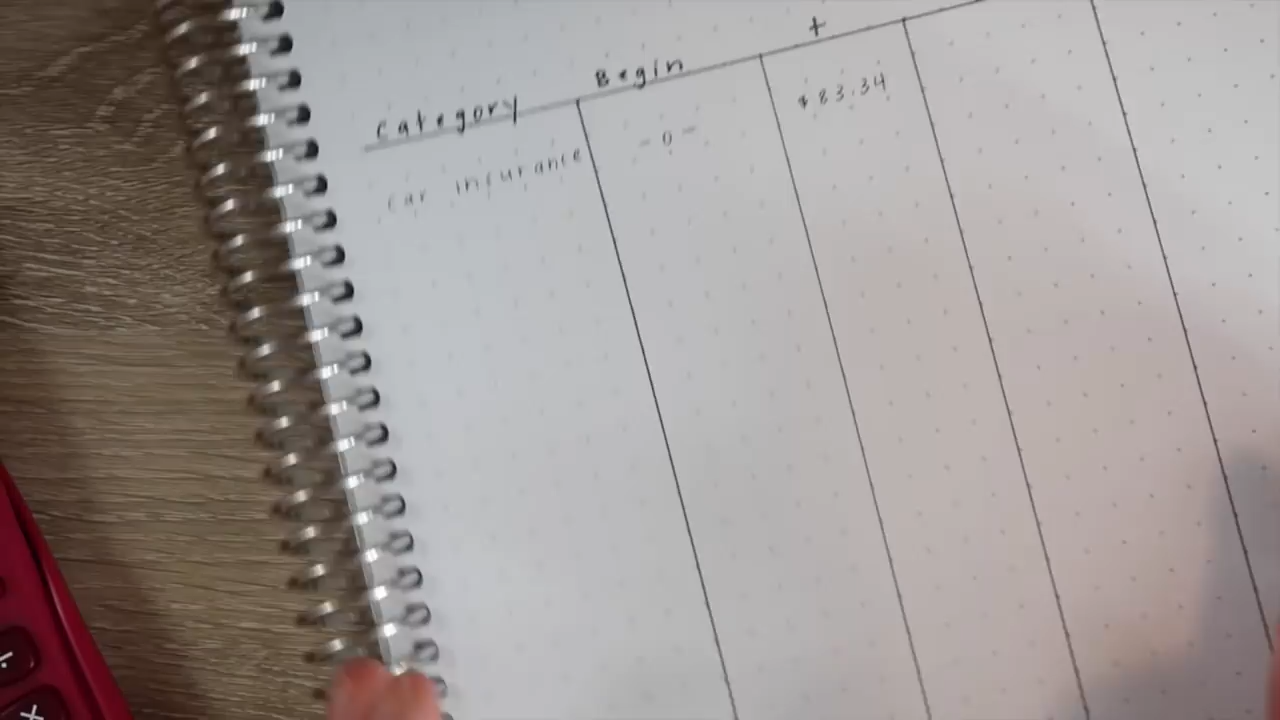 Category Begin +
car insurance -0- $83.34
÷
×